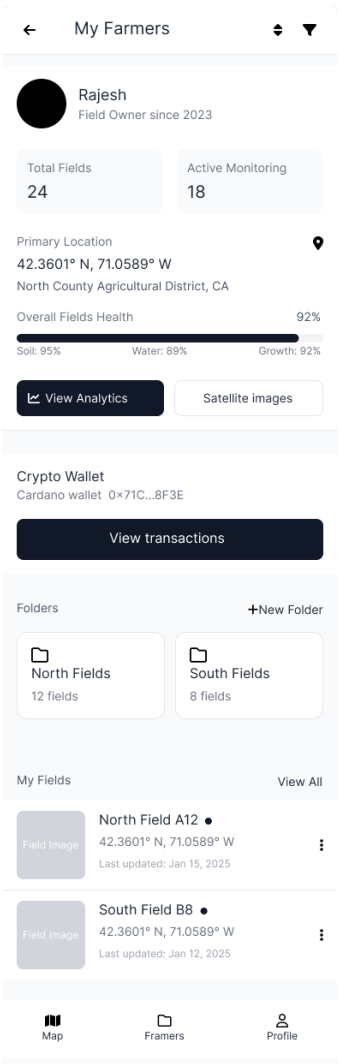 My Farmers
Rajesh
Field Owner since 2023
Total Fields
24
Active Monitoring
18
Primary Location
42.3601° N, 71.0589° W
North County Agricultural District, CA
Overall Fields Health 92%
Soil: 95% Water: 89% Growth: 92%
View Analytics
Satellite images
Crypto Wallet
Cardano wallet 0×71C...8F3E
View transactions
Folders +New Folder
North Fields
12 fields
South Fields
8 fields
My Fields View All
Field Image
North Field A12
42.3601° N, 71.0589° W
Last updated: Jan 15, 2025
Field Image
South Field B8
42.3601° N, 71.0589° W
Last updated: Jan 12, 2025
Map Framers Profile